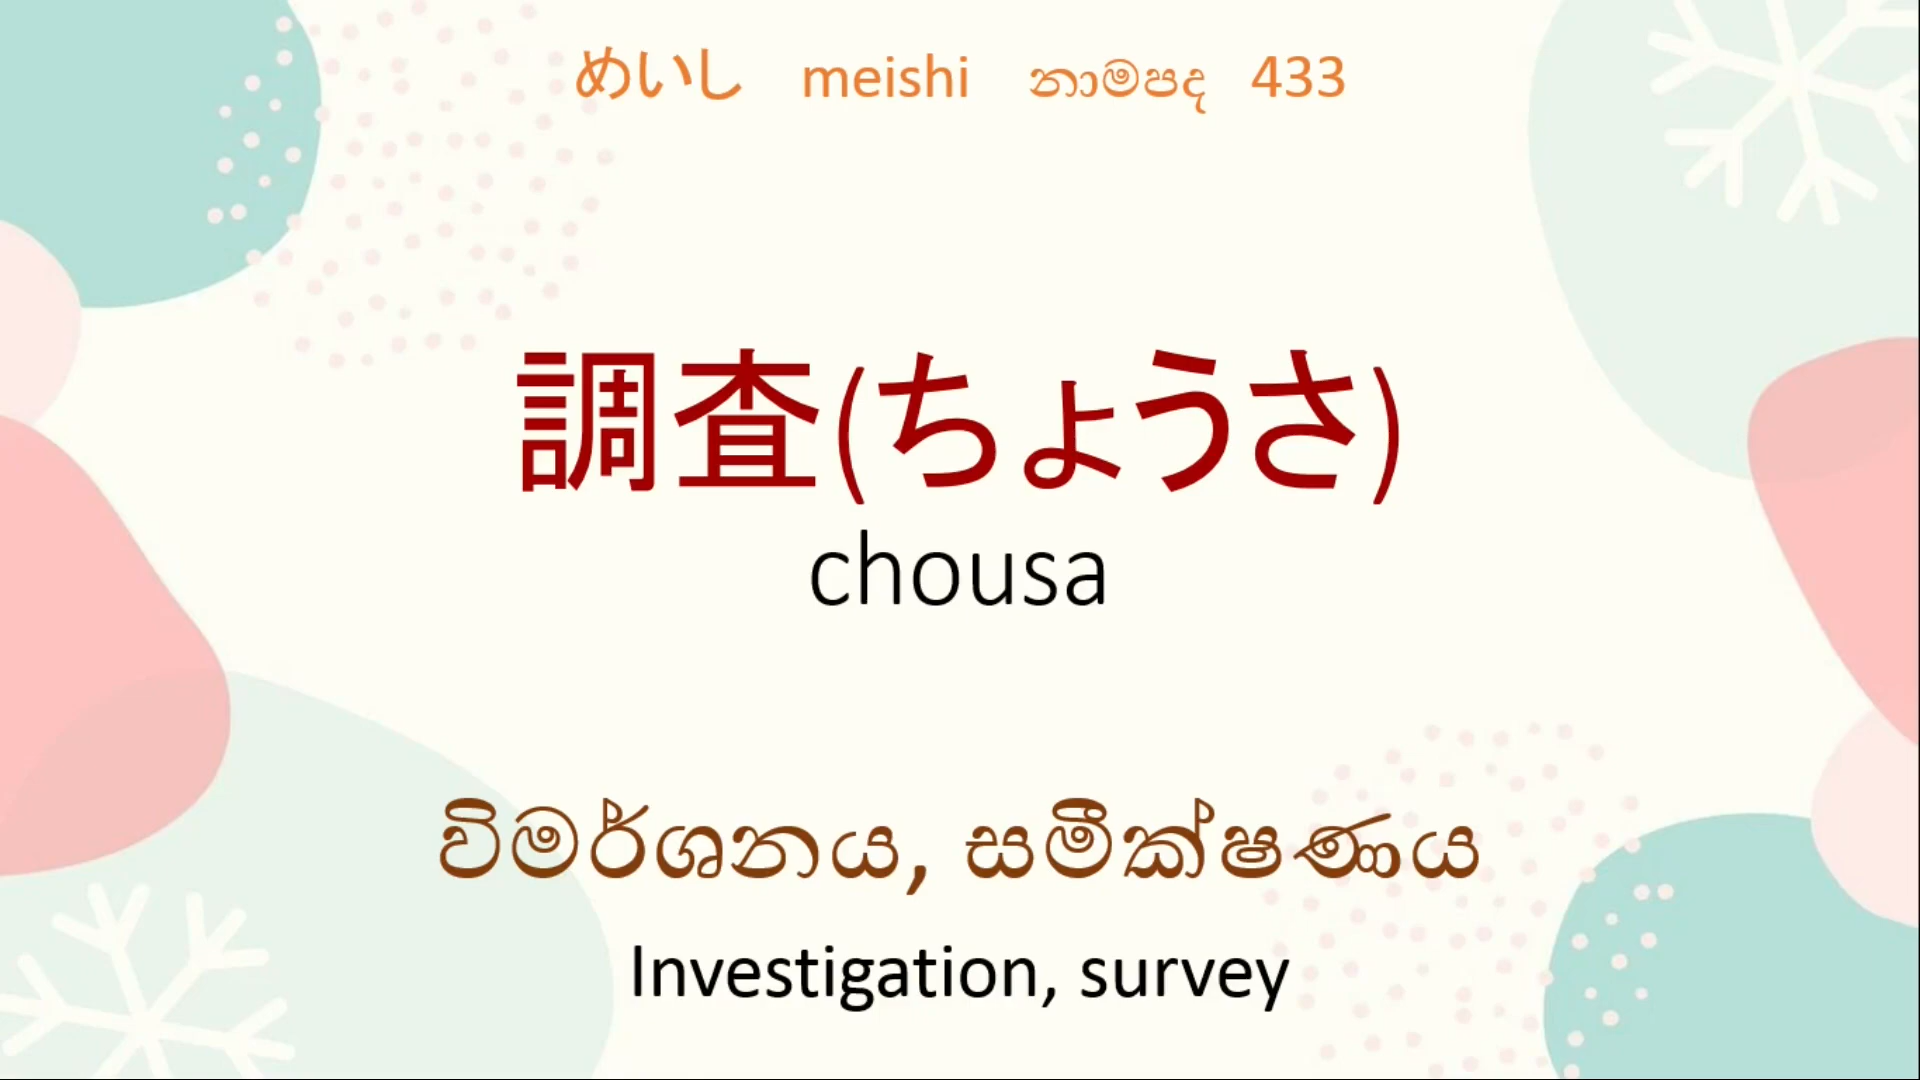 めいし meishi නාමපද 433
調査(ちょうさ)
chousa
විමර්ශනය, සමීක්ෂණය
Investigation, survey